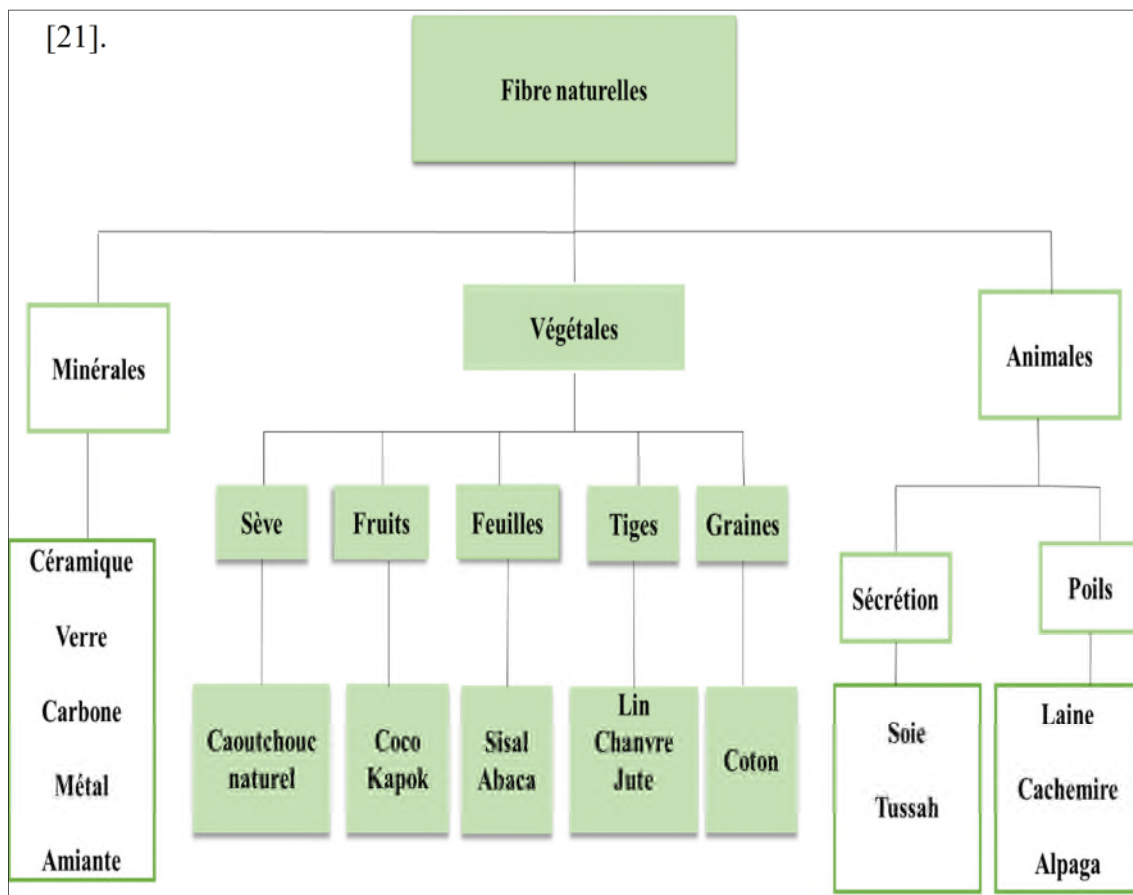 [21].
Fibre naturelles
Minérales
Végétales
Animales
Sève
Fruits
Feuilles
Tiges
Graines
Sécrétion
Poils
Céramique
Verre
Carbone
Métal
Amiante
Caoutchouc
naturel
Coco
Kapok
Sisal
Abaca
Lin
Chanvre
Jute
Coton
Soie
Tussah
Laine
Cachemire
Alpaga